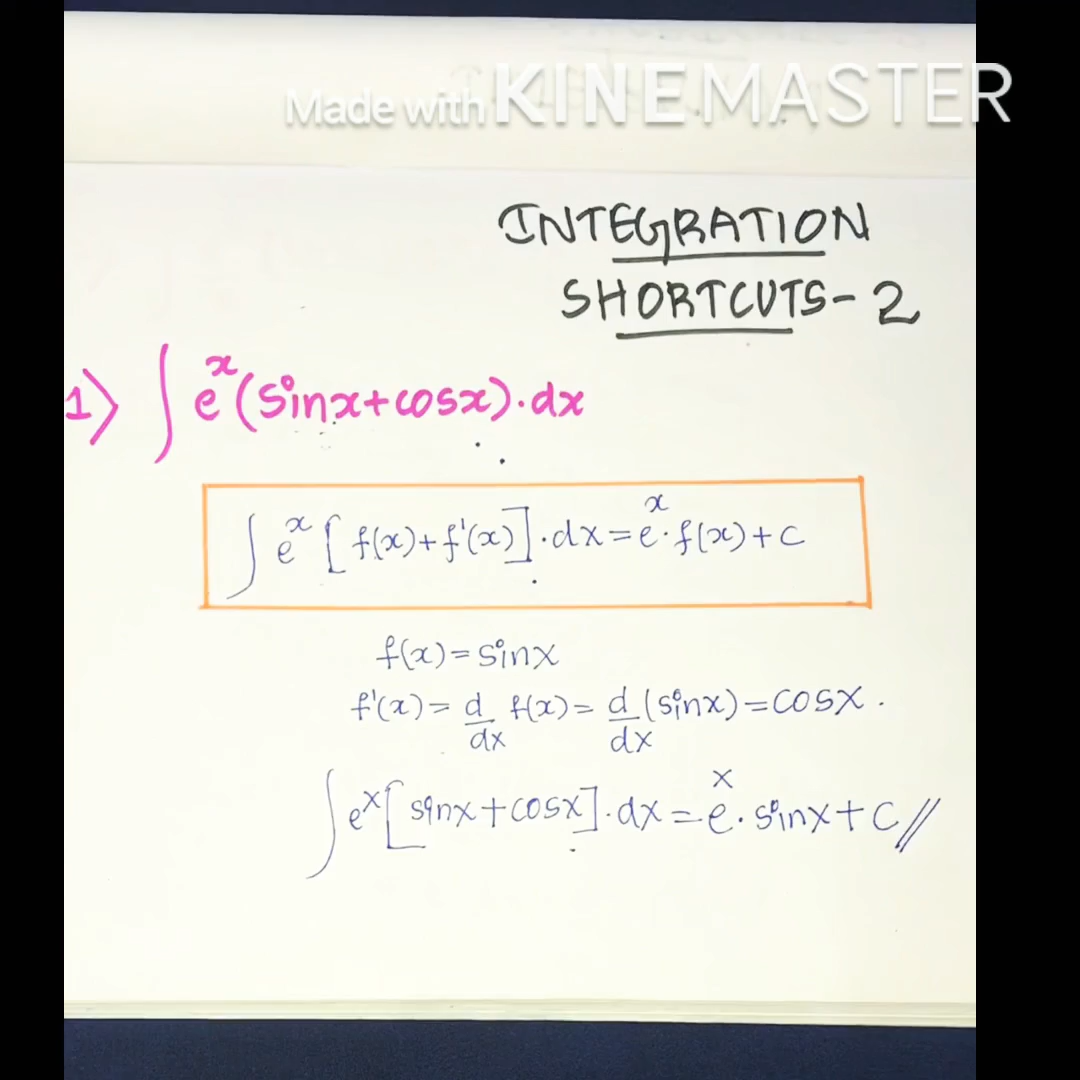 Made with KINEMASTER
INTEGRATION
SHORTCUTS-2
1) ∫ e^x (sinx+cosx).dx
∫ e^x [f(x)+f'(x)].dx = e^x.f(x)+c
f(x)=sinx
f'(x)= d/dx f(x)= d/dx (sinx)=cosx.
∫ e^x [sinx+cosx].dx = e^x. sinx+c//